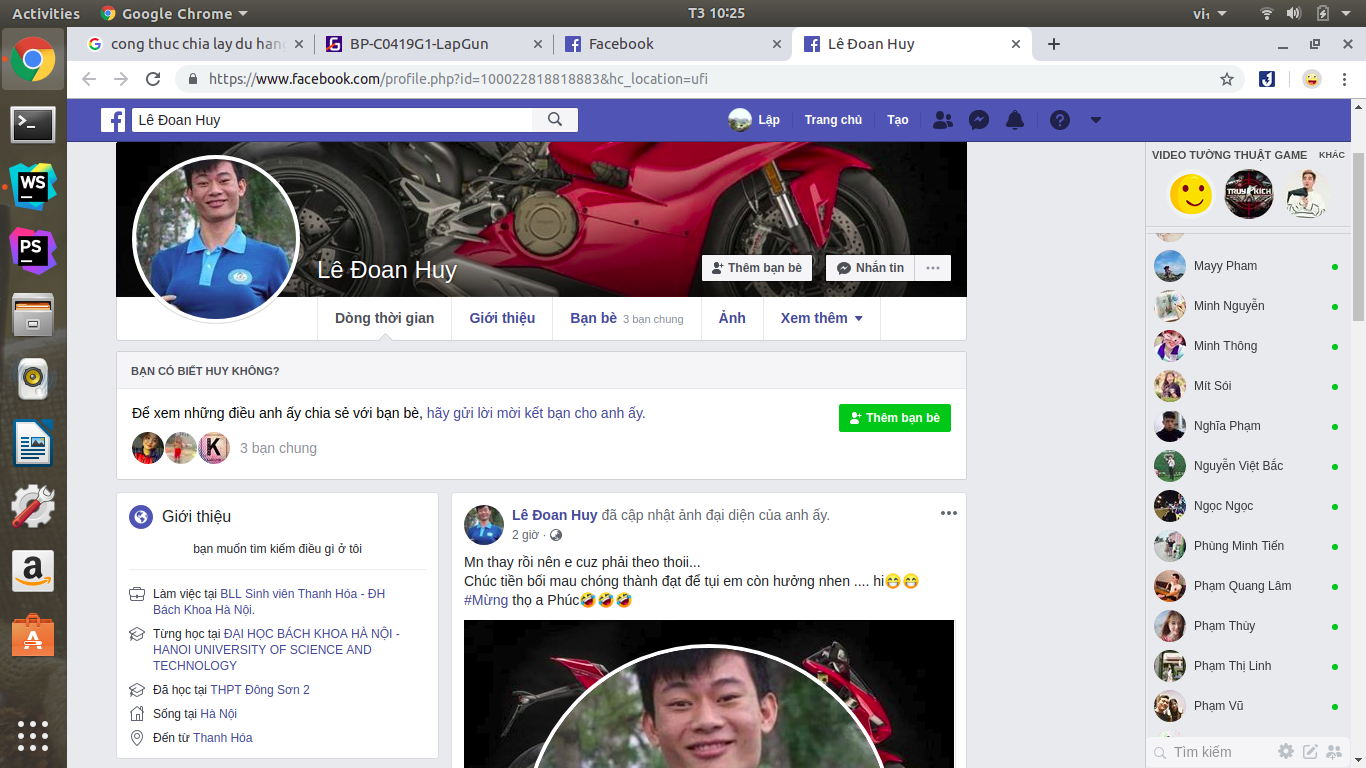 Activities
Google Chrome
T3 10:25
vi₁
cong thuc chia lay du hang
BP-C0419G1-LapGun
Facebook
Lê Đoan Huy
https://www.facebook.com/profile.php?id=100022818818883&hc_location=ufi
Lê Đoan Huy
Lập
Trang chủ
Tạo
Lê Đoan Huy
Thêm bạn bè
Nhắn tin
Dòng thời gian
Giới thiệu
Bạn bè 3 bạn chung
Ảnh
Xem thêm
BẠN CÓ BIẾT HUY KHÔNG?
Để xem những điều anh ấy chia sẻ với bạn bè, hãy gửi lời mời kết bạn cho anh ấy.
Thêm bạn bè
K
3 bạn chung
Giới thiệu
bạn muốn tìm kiếm điều gì ở tôi
Làm việc tại BLL Sinh viên Thanh Hóa - ĐH
Bách Khoa Hà Nội.
Từng học tại ĐẠI HỌC BÁCH KHOA HÀ NỘI -
HANOI UNIVERSITY OF SCIENCE AND
TECHNOLOGY
Đã học tại THPT Đông Sơn 2
Sống tại Hà Nội
Đến từ Thanh Hóa
Lê Đoan Huy đã cập nhật ảnh đại diện của anh ấy.
2 giờ ·
Mn thay rồi nên e cuz phải theo thoii...
Chúc tiền bối mau chóng thành đạt để tụi em còn hưởng nhen .... hi😁😁
#Mừng thọ a Phúc🤣🤣🤣
VIDEO TƯỜNG THUẬT GAME
KHÁC
TRUY KÍCH
Mayy Pham
Minh Nguyễn
Minh Thông
Mít Sói
Nghĩa Phạm
Nguyễn Việt Bắc
Ngọc Ngọc
Phùng Minh Tiến
Phạm Quang Lâm
Phạm Thùy
Phạm Thị Linh
Phạm Vũ
Tìm kiếm
WS
PS